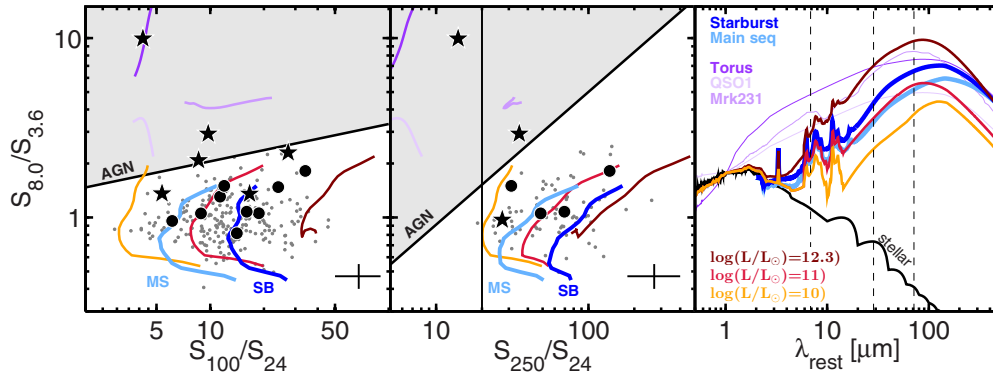 10
1
S8.0/S3.6
AGN
MS
SB
5
10
50
S100/S24
AGN
MS
SB
10
100
S250/S24
Starburst
Main seq
Torus
QSO1
Mrk231
stellar
log(L/L⊙)=12.3)
log(L/L⊙)=11)
log(L/L⊙)=10)
1
10
100
λrest [μm]